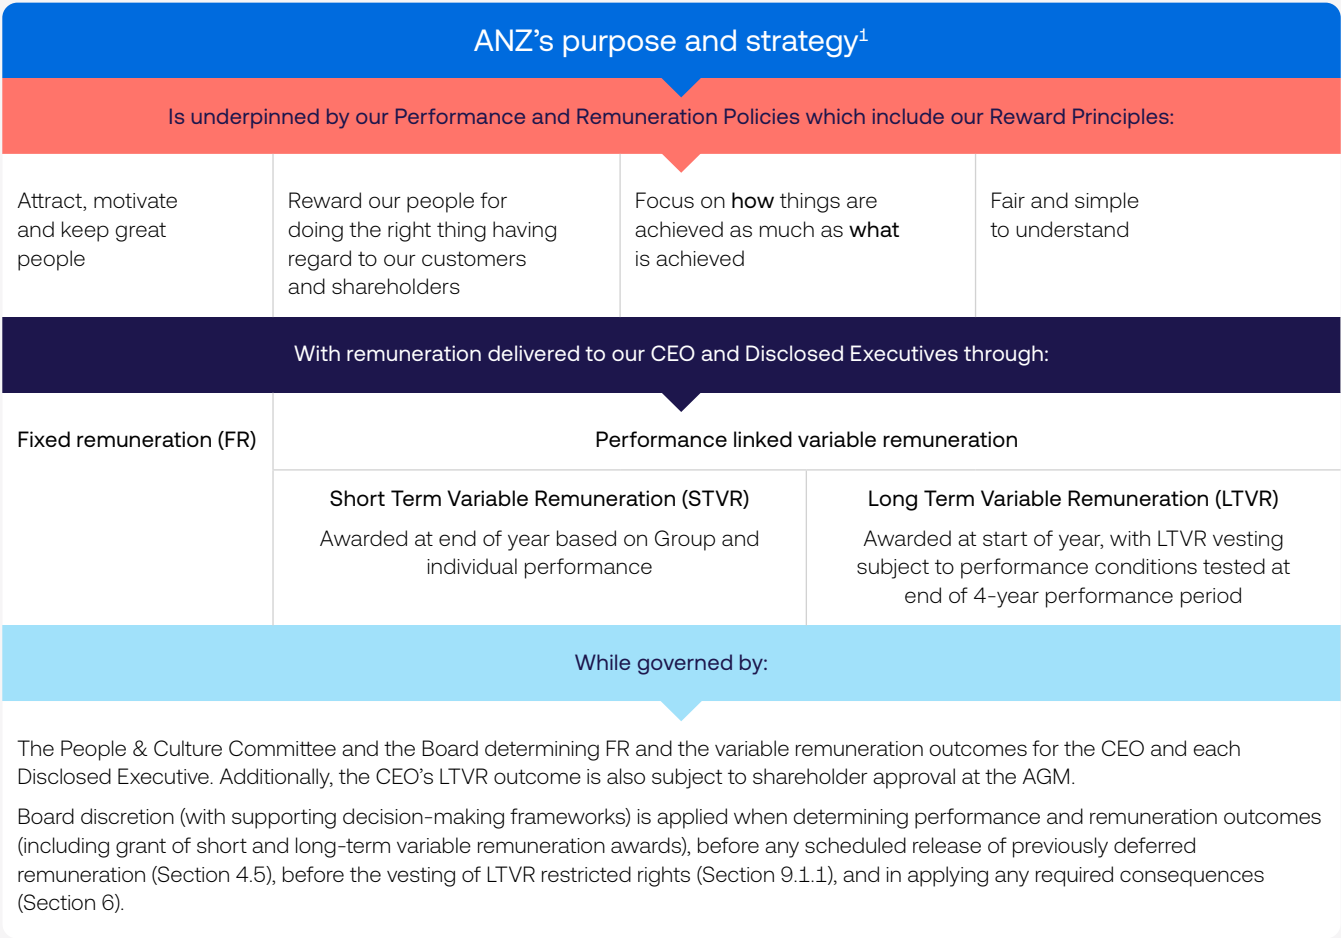 ANZ’s purpose and strategy¹
Is underpinned by our Performance and Remuneration Policies which include our Reward Principles:
Attract, motivate
and keep great
people
Reward our people for
doing the right thing having
regard to our customers
and shareholders
Focus on how things are
achieved as much as what
is achieved
Fair and simple
to understand
With remuneration delivered to our CEO and Disclosed Executives through:
Fixed remuneration (FR)
Performance linked variable remuneration
Short Term Variable Remuneration (STVR)
Awarded at end of year based on Group and
individual performance
Long Term Variable Remuneration (LTVR)
Awarded at start of year, with LTVR vesting
subject to performance conditions tested at
end of 4-year performance period
While governed by:
The People & Culture Committee and the Board determining FR and the variable remuneration outcomes for the CEO and each
Disclosed Executive. Additionally, the CEO’s LTVR outcome is also subject to shareholder approval at the AGM.
Board discretion (with supporting decision-making frameworks) is applied when determining performance and remuneration outcomes
(including grant of short and long-term variable remuneration awards), before any scheduled release of previously deferred
remuneration (Section 4.5), before the vesting of LTVR restricted rights (Section 9.1.1), and in applying any required consequences
(Section 6).